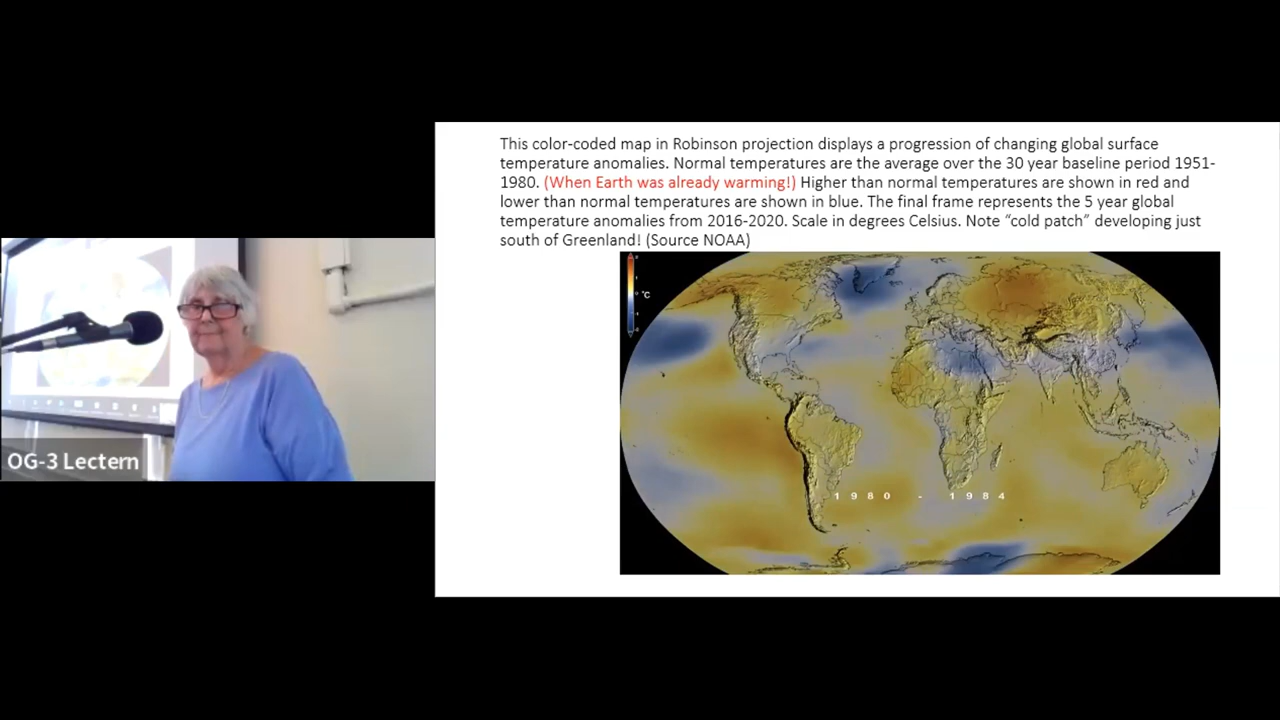 This color-coded map in Robinson projection displays a progression of changing global surface
temperature anomalies. Normal temperatures are the average over the 30 year baseline period 1951-
1980. (When Earth was already warming!) Higher than normal temperatures are shown in red and
lower than normal temperatures are shown in blue. The final frame represents the 5 year global
temperature anomalies from 2016-2020. Scale in degrees Celsius. Note “cold patch” developing just
south of Greenland! (Source NOAA)
°C
1980 - 1984
OG-3 Lectern